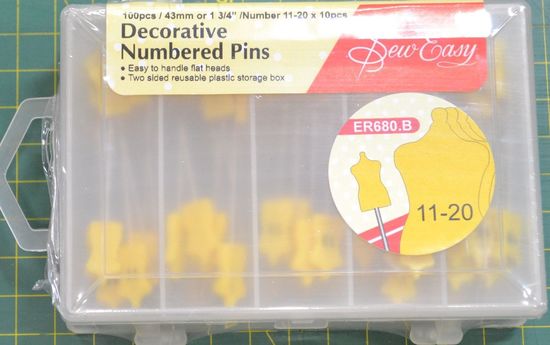 100pcs / 43mm or 1 3/4" /Number 11-20 x 10pcs
Decorative
Numbered Pins
• Easy to handle flat heads
• Two sided reusable plastic storage box
Sew Easy
ER680.B
11-20